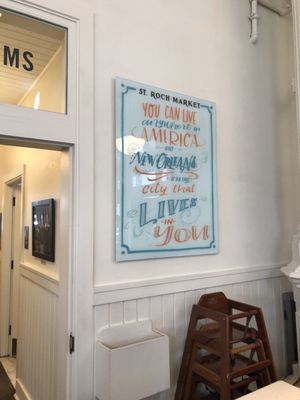 MS
ST. ROCH MARKET
YOU CAN LIVE
anywhere in
AMERICA
but
NEW ORLEANS
is the only
city that
LIVES
IN
YOU